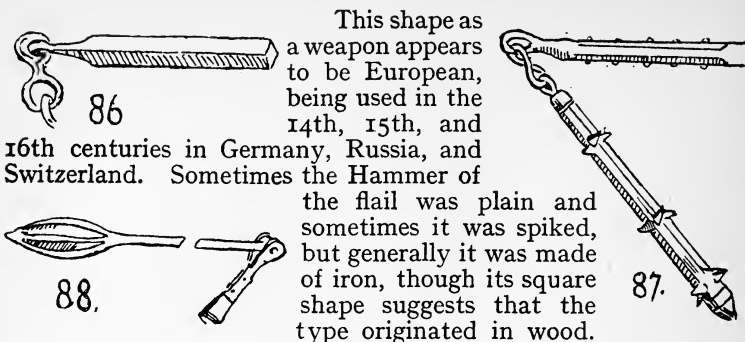 This shape as
a weapon appears
to be European,
being used in the
14th, 15th, and
16th centuries in Germany, Russia, and
Switzerland. Sometimes the Hammer of
the flail was plain and
sometimes it was spiked,
but generally it was made
of iron, though its square
shape suggests that the
type originated in wood.
86
87.
88.